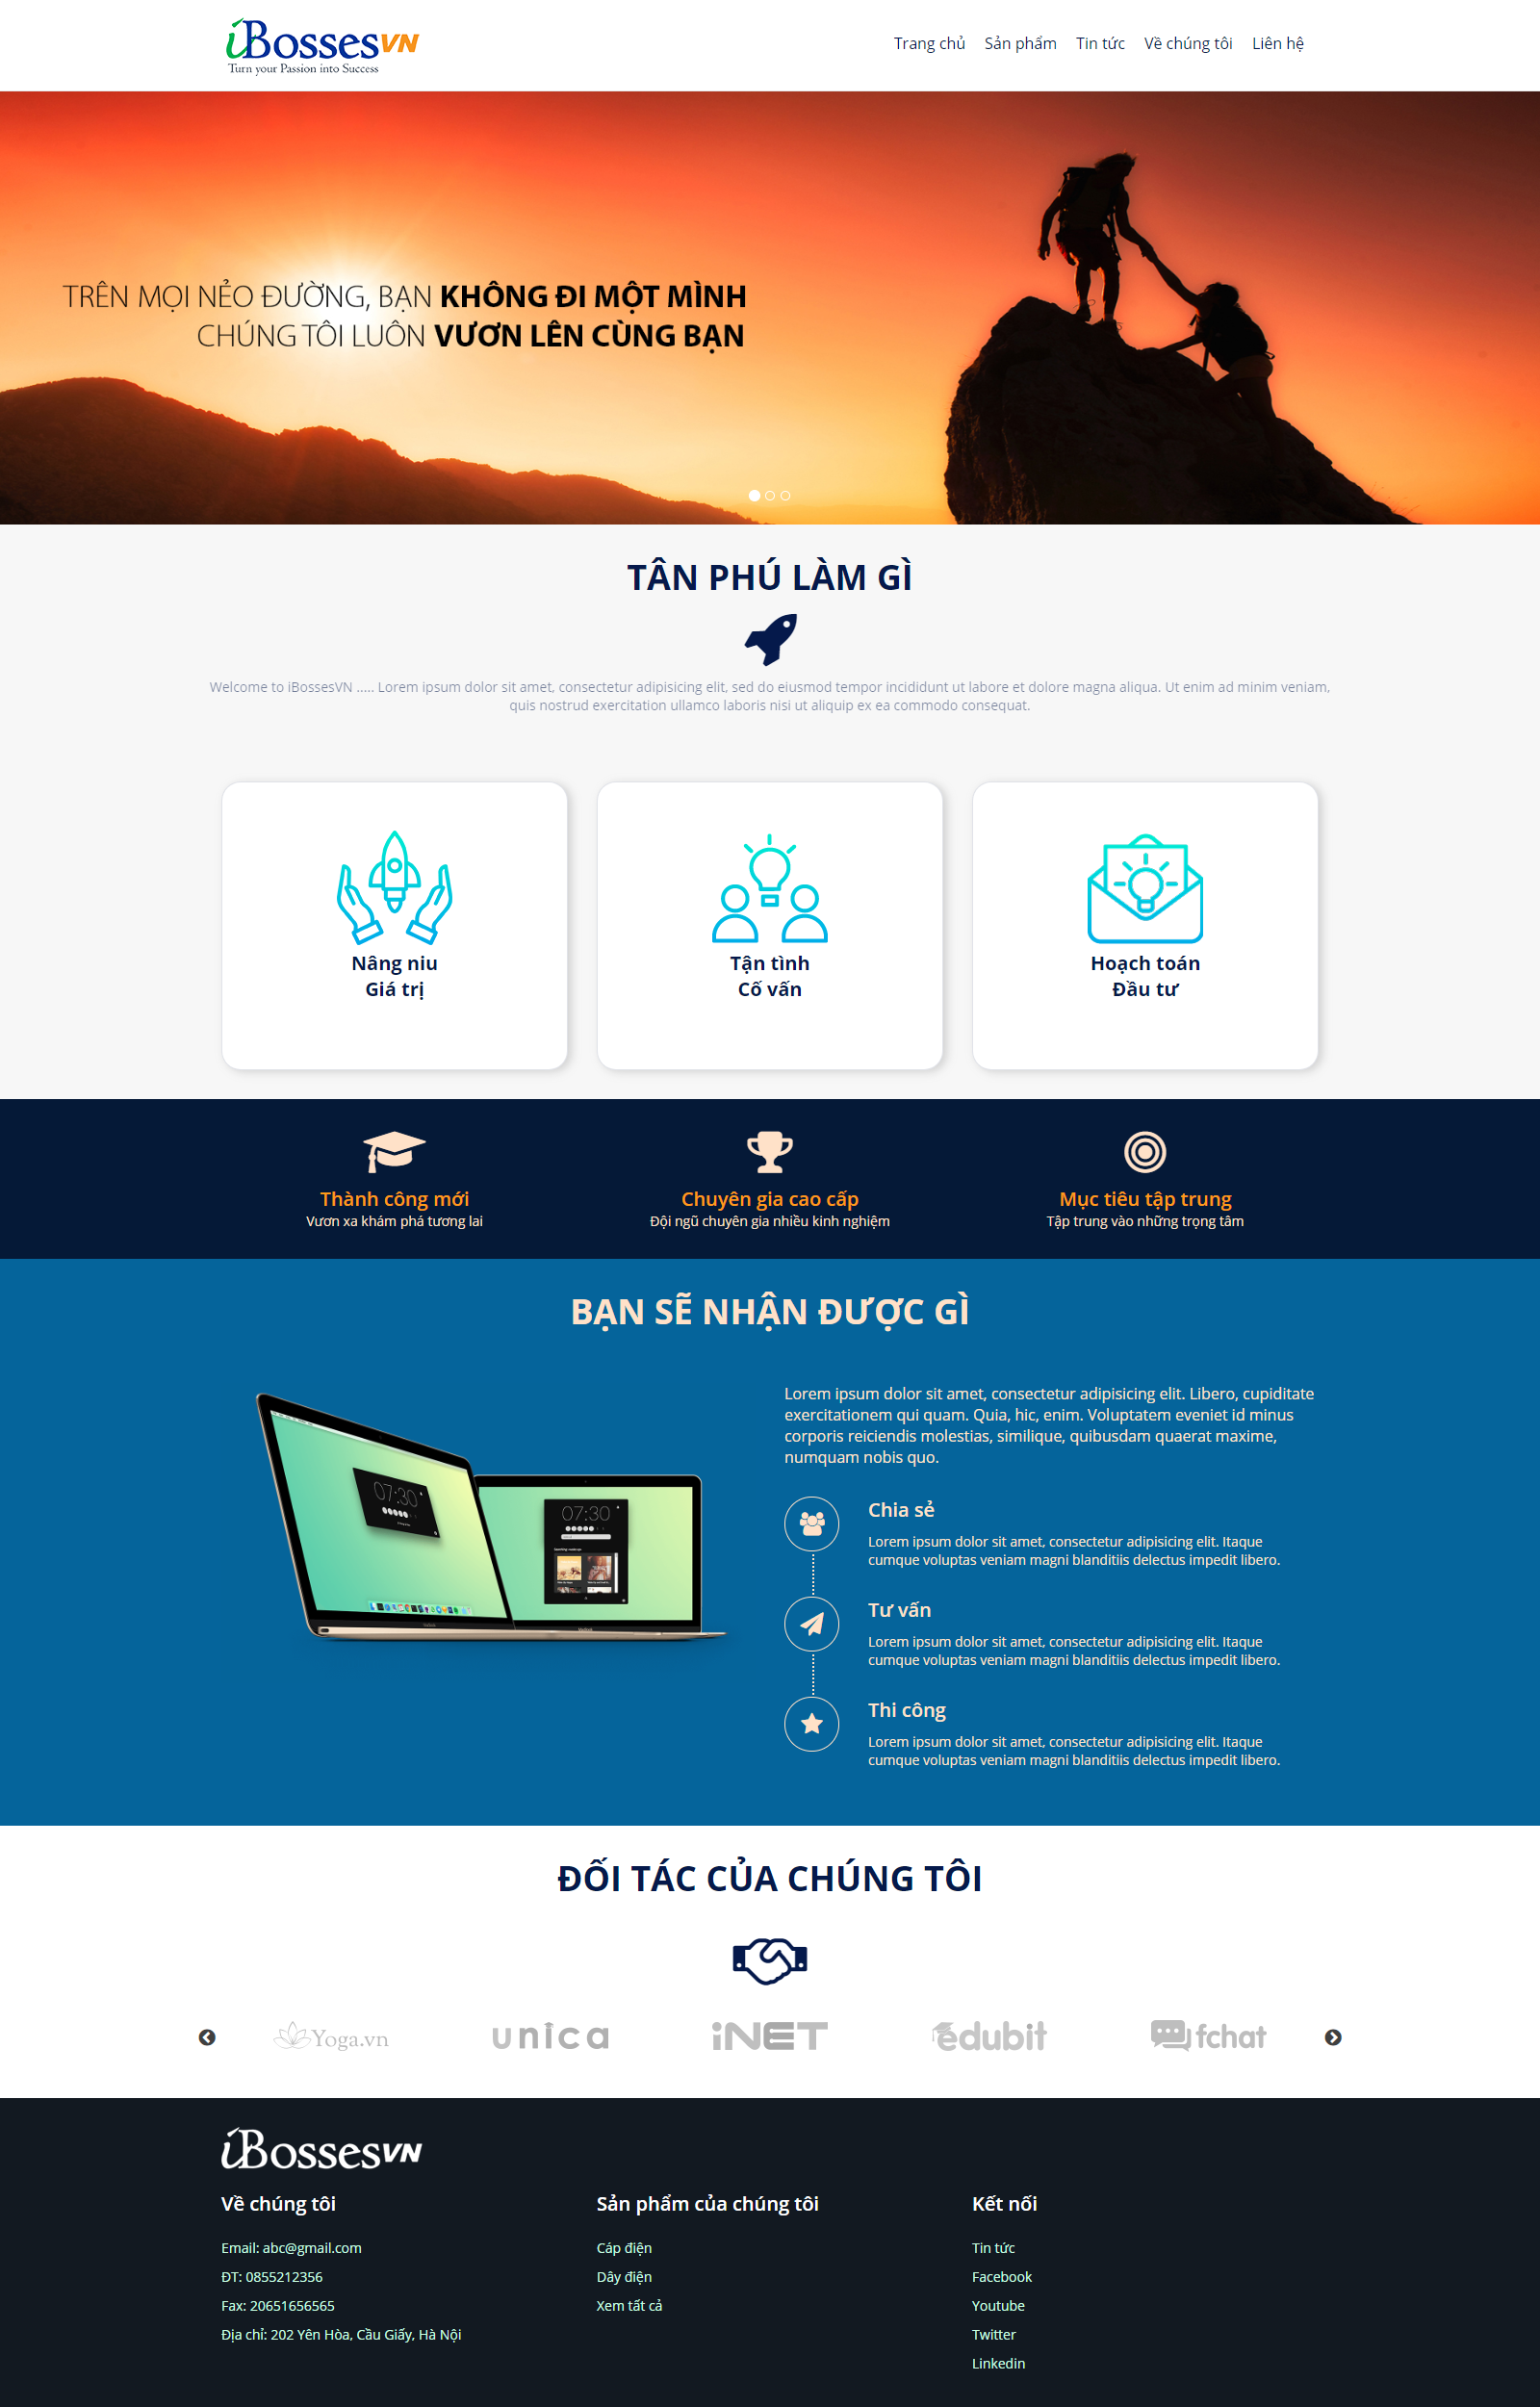 iBossesVN
Turn your Passion into Success
Trang chủ Sản phẩm Tin tức Về chúng tôi Liên hệ
TRÊN MỌI NẺO ĐƯỜNG, BẠN KHÔNG ĐI MỘT MÌNH
CHÚNG TÔI LUÔN VƯƠN LÊN CÙNG BẠN
TÂN PHÚ LÀM GÌ
Welcome to iBossesVN ..... Lorem ipsum dolor sit amet, consectetur adipisicing elit, sed do eiusmod tempor incididunt ut labore et dolore magna aliqua. Ut enim ad minim veniam,
quis nostrud exercitation ullamco laboris nisi ut aliquip ex ea commodo consequat.
Nâng niu
Giá trị
Tận tình
Cố vấn
Hoạch toán
Đầu tư
Thành công mới
Vươn xa khám phá tương lai
Chuyên gia cao cấp
Đội ngũ chuyên gia nhiều kinh nghiệm
Mục tiêu tập trung
Tập trung vào những trọng tâm
BẠN SẼ NHẬN ĐƯỢC GÌ
07:30
07:30
Lorem ipsum dolor sit amet, consectetur adipisicing elit. Libero, cupiditate
exercitationem qui quam. Quia, hic, enim. Voluptatem eveniet id minus
corporis reiciendis molestias, similique, quibusdam quaerat maxime,
numquam nobis quo.
Chia sẻ
Lorem ipsum dolor sit amet, consectetur adipisicing elit. Itaque
cumque voluptas veniam magni blanditiis delectus impedit libero.
Tư vấn
Lorem ipsum dolor sit amet, consectetur adipisicing elit. Itaque
cumque voluptas veniam magni blanditiis delectus impedit libero.
Thi công
Lorem ipsum dolor sit amet, consectetur adipisicing elit. Itaque
cumque voluptas veniam magni blanditiis delectus impedit libero.
ĐỐI TÁC CỦA CHÚNG TÔI
Yoga.vn unica iNET edubit fchat
iBossesVN
Về chúng tôi
Email: abc@gmail.com
ĐT: 0855212356
Fax: 20651656565
Địa chỉ: 202 Yên Hòa, Cầu Giấy, Hà Nội
Sản phẩm của chúng tôi
Cáp điện
Dây điện
Xem tất cả
Kết nối
Tin tức
Facebook
Youtube
Twitter
Linkedin